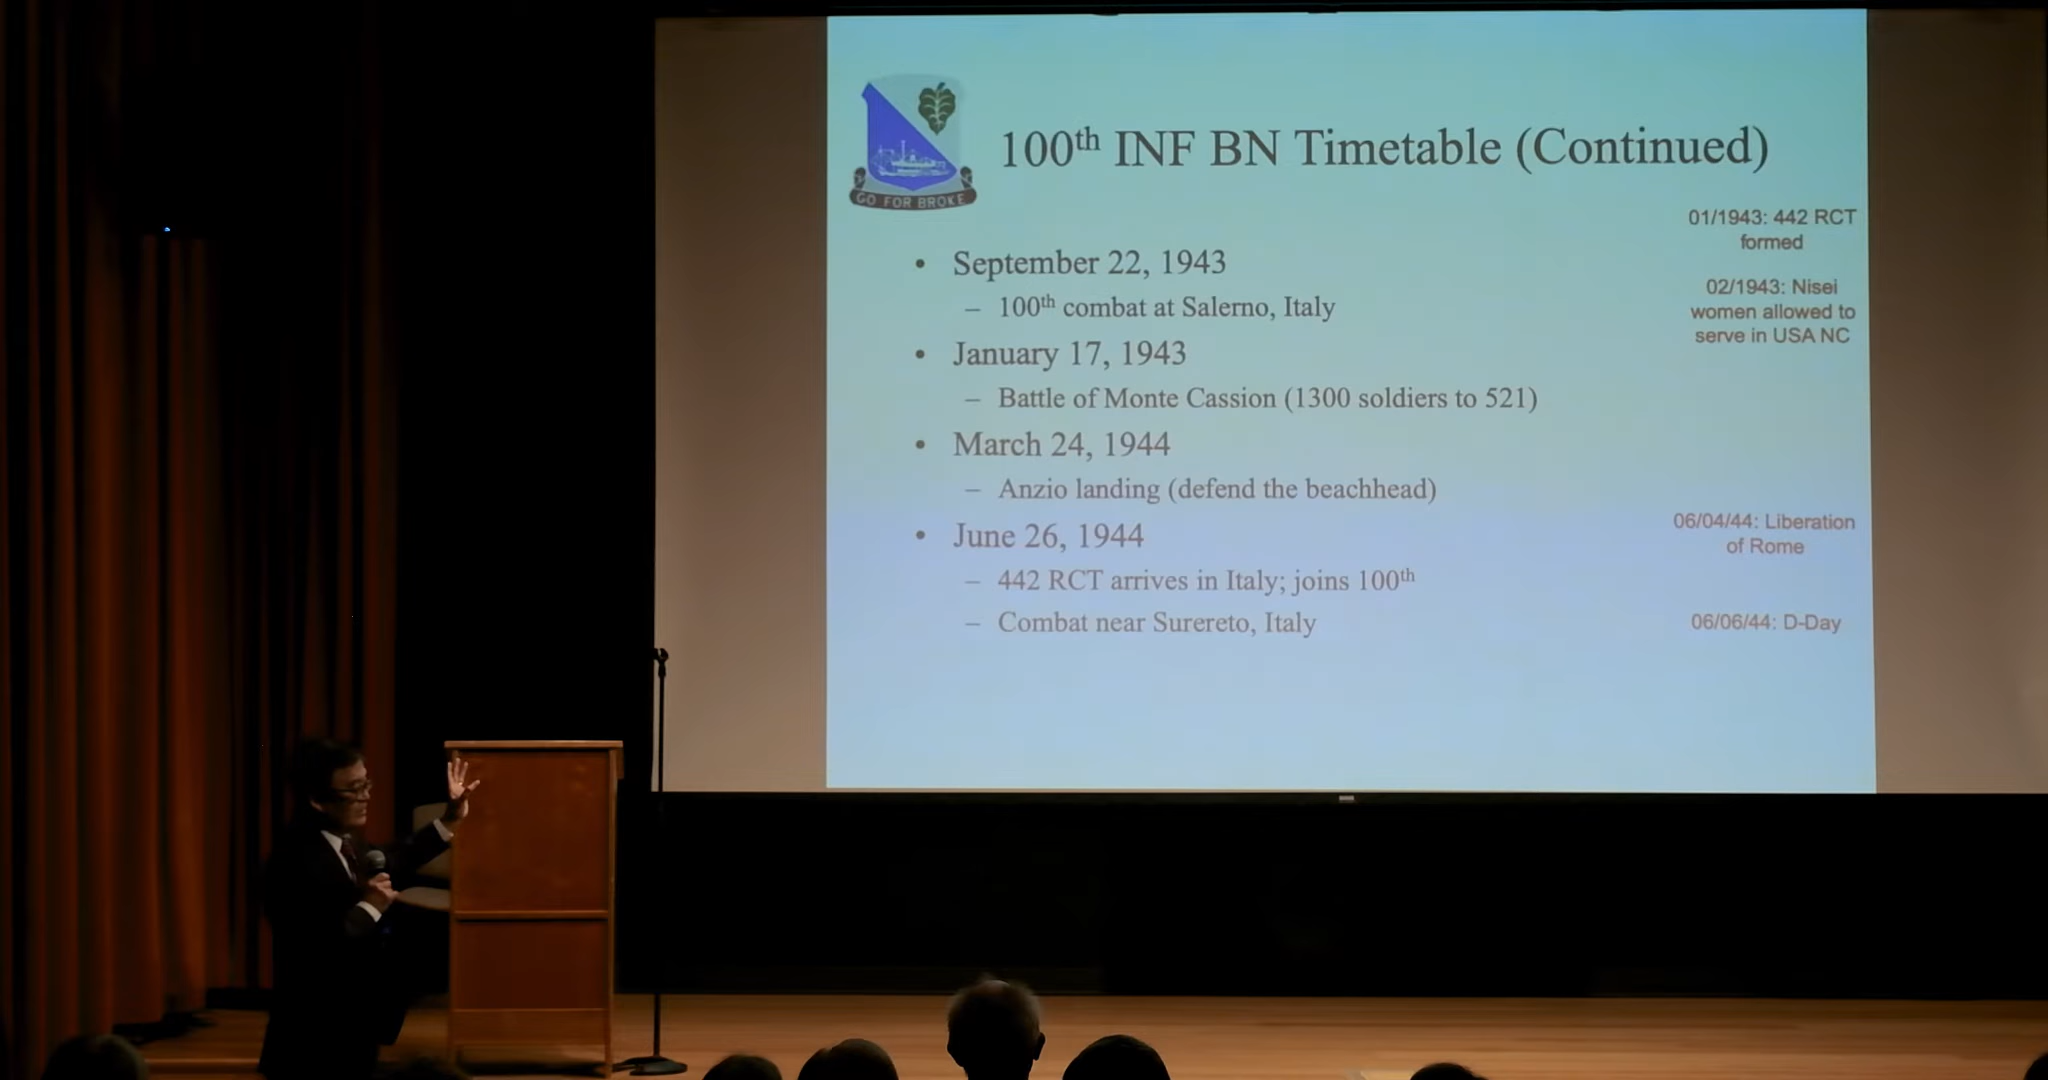 100th INF BN Timetable (Continued)
GO FOR BROKE
01/1943: 442 RCT
formed
• September 22, 1943
– 100th combat at Salerno, Italy
02/1943: Nisei
women allowed to
serve in USA NC
• January 17, 1943
– Battle of Monte Cassion (1300 soldiers to 521)
• March 24, 1944
– Anzio landing (defend the beachhead)
• June 26, 1944
– 442 RCT arrives in Italy; joins 100th
– Combat near Surereto, Italy
06/04/44: Liberation
of Rome
06/06/44: D-Day